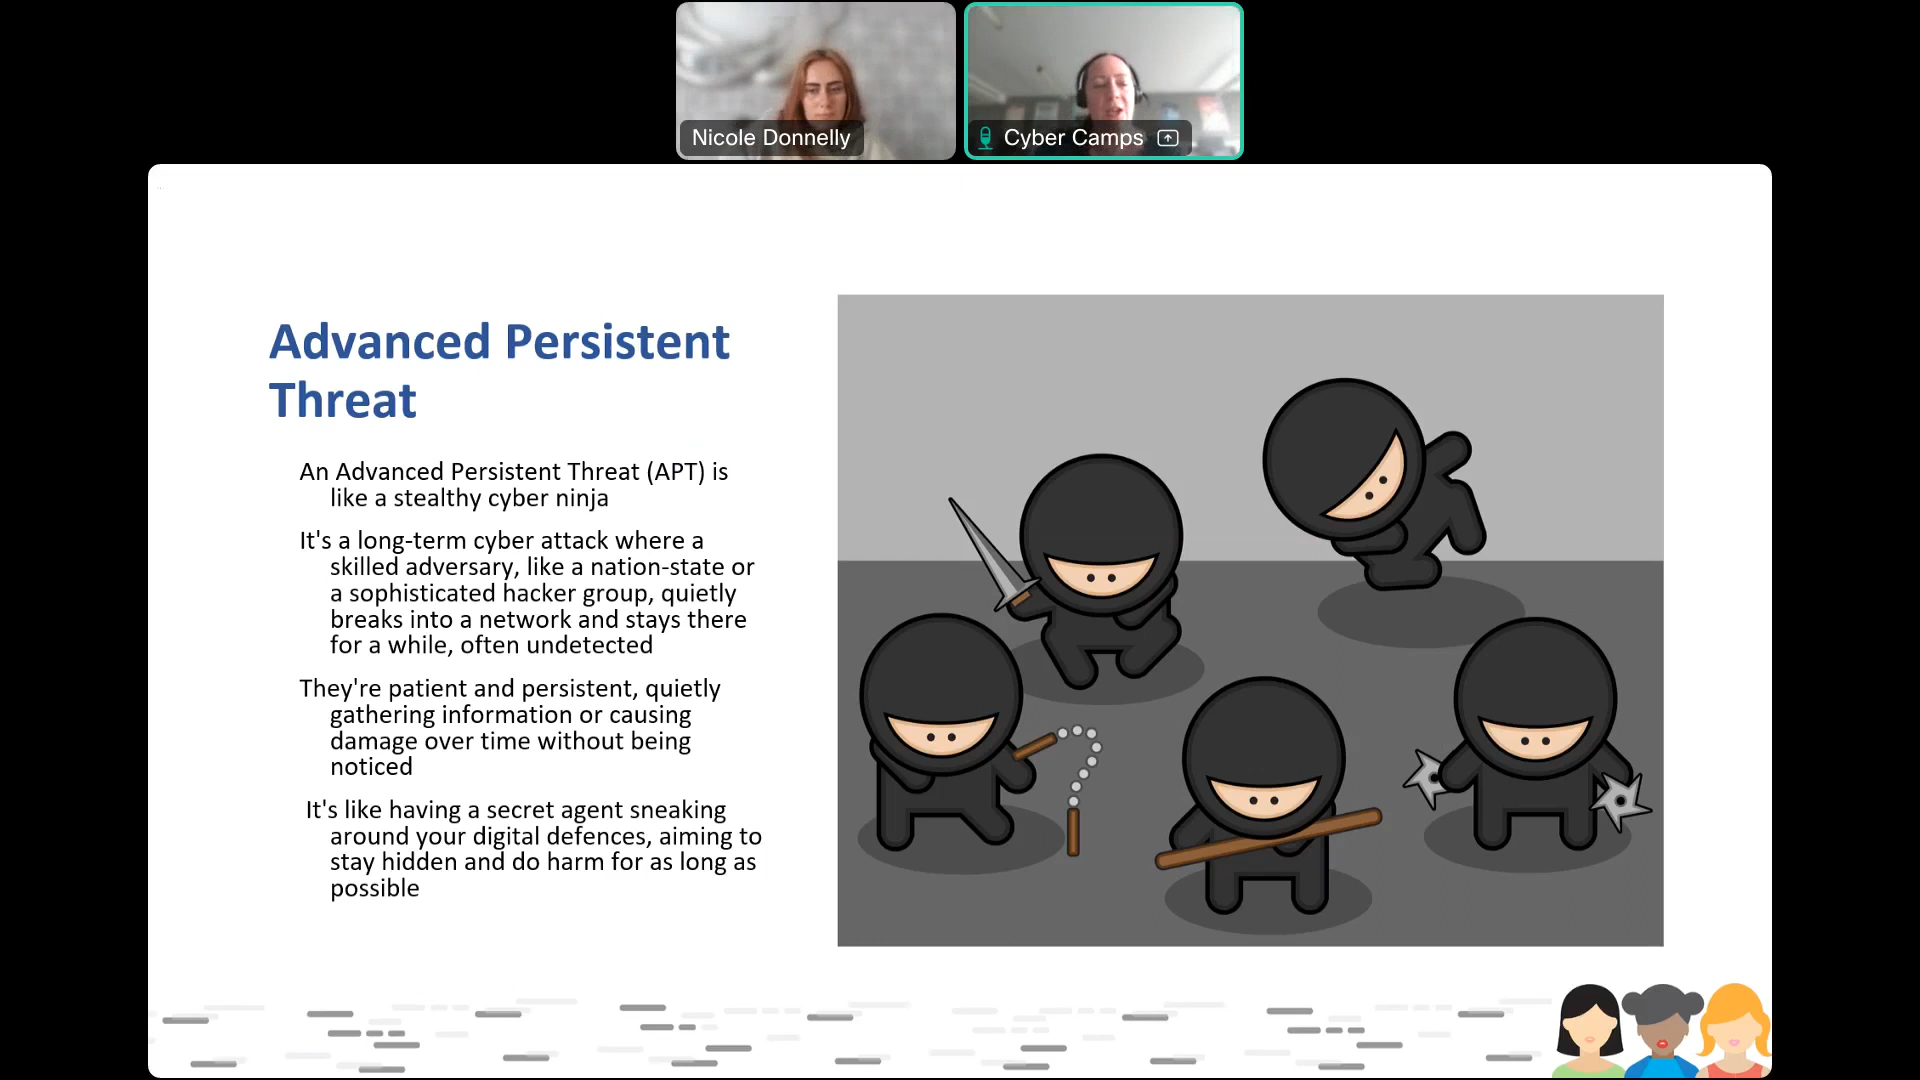 Nicole Donnelly
Cyber Camps
Advanced Persistent
Threat
An Advanced Persistent Threat (APT) is
like a stealthy cyber ninja
It's a long-term cyber attack where a
skilled adversary, like a nation-state or
a sophisticated hacker group, quietly
breaks into a network and stays there
for a while, often undetected
They're patient and persistent, quietly
gathering information or causing
damage over time without being
noticed
It's like having a secret agent sneaking
around your digital defences, aiming to
stay hidden and do harm for as long as
possible